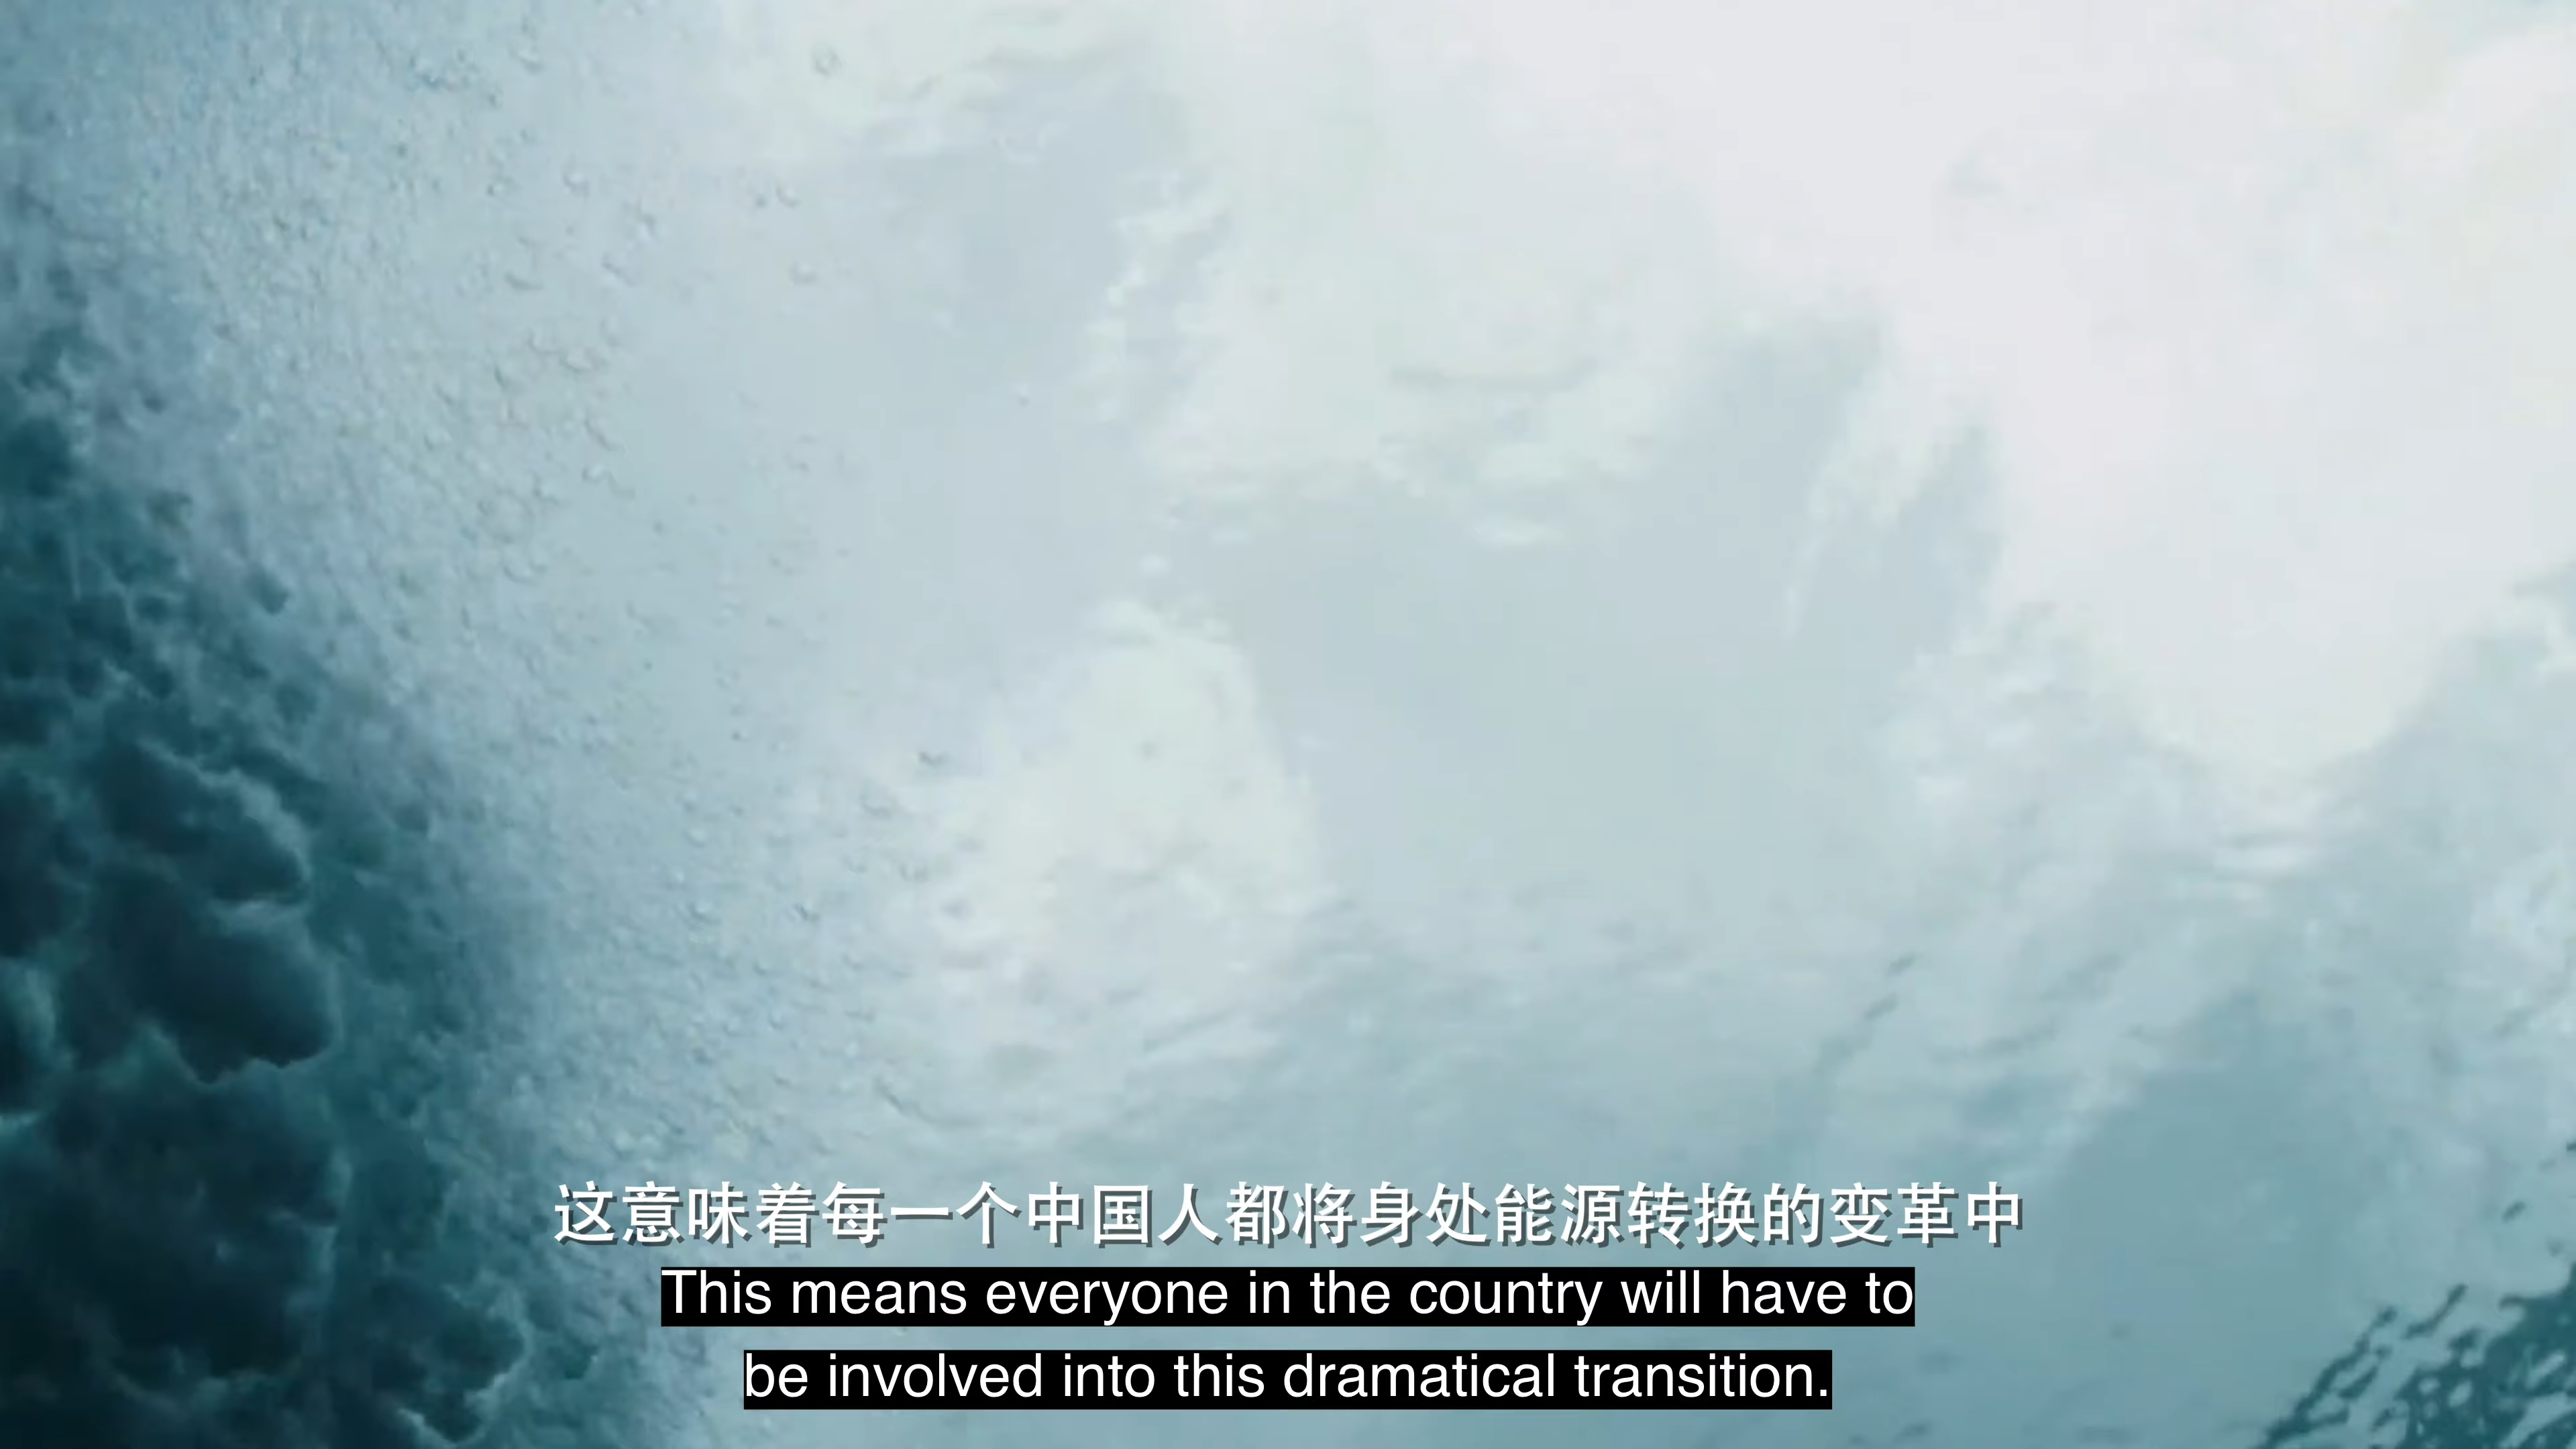 这意味着每一个中国人都将身处能源转换的变革中
This means everyone in the country will have to
be involved into this dramatical transition.